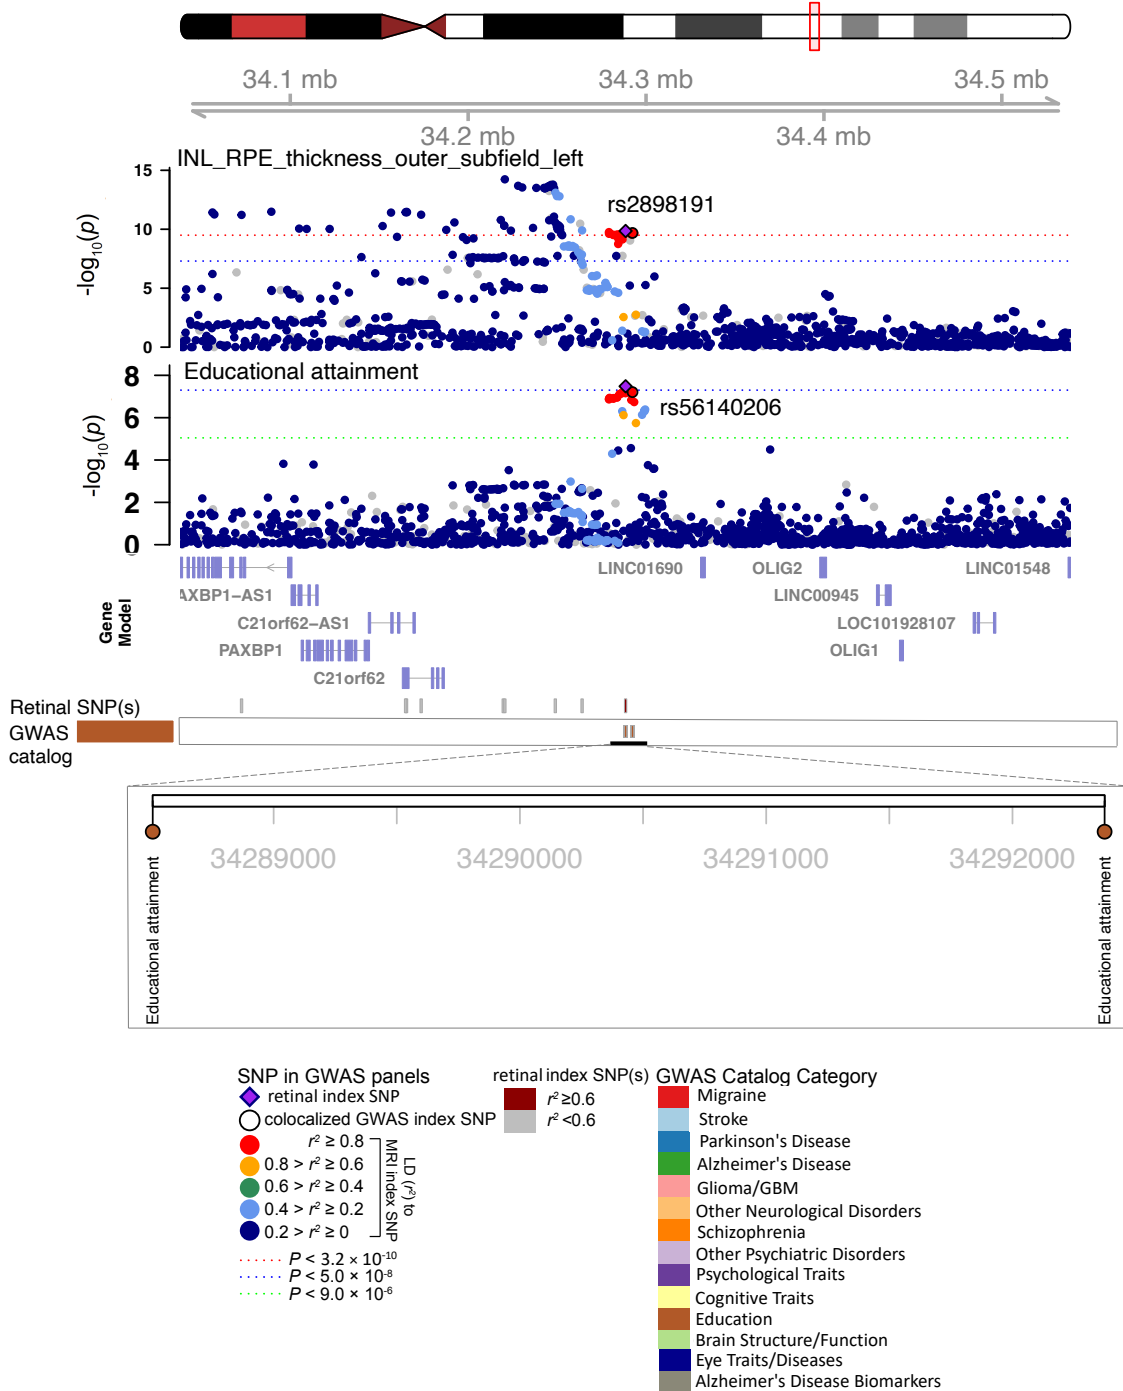 34.1 mb
34.3 mb
34.5 mb
34.2 mb
34.4 mb
INL_RPE_thickness_outer_subfield_left
15
10
5
0
-log10(p)
rs2898191
Educational attainment
8
6
4
2
0
-log10(p)
rs56140206
LINC01690
OLIG2
LINC01548
AXBP1-AS1
LINC00945
C21orf62-AS1
LOC101928107
PAXBP1
OLIG1
C21orf62
Gene
Model
Retinal SNP(s)
GWAS
catalog
34289000
34290000
34291000
34292000
Educational attainment
Educational attainment
SNP in GWAS panels
retinal index SNP
colocalized GWAS index SNP
r² ≥ 0.8
0.8 > r² ≥ 0.6
0.6 > r² ≥ 0.4
0.4 > r² ≥ 0.2
0.2 > r² ≥ 0
LD (r²) to
MRI index SNP
P < 3.2 × 10⁻¹⁰
P < 5.0 × 10⁻⁸
P < 9.0 × 10⁻⁶
retinal index SNP(s)
r² ≥0.6
r² <0.6
GWAS Catalog Category
Migraine
Stroke
Parkinson's Disease
Alzheimer's Disease
Glioma/GBM
Other Neurological Disorders
Schizophrenia
Other Psychiatric Disorders
Psychological Traits
Cognitive Traits
Education
Brain Structure/Function
Eye Traits/Diseases
Alzheimer's Disease Biomarkers